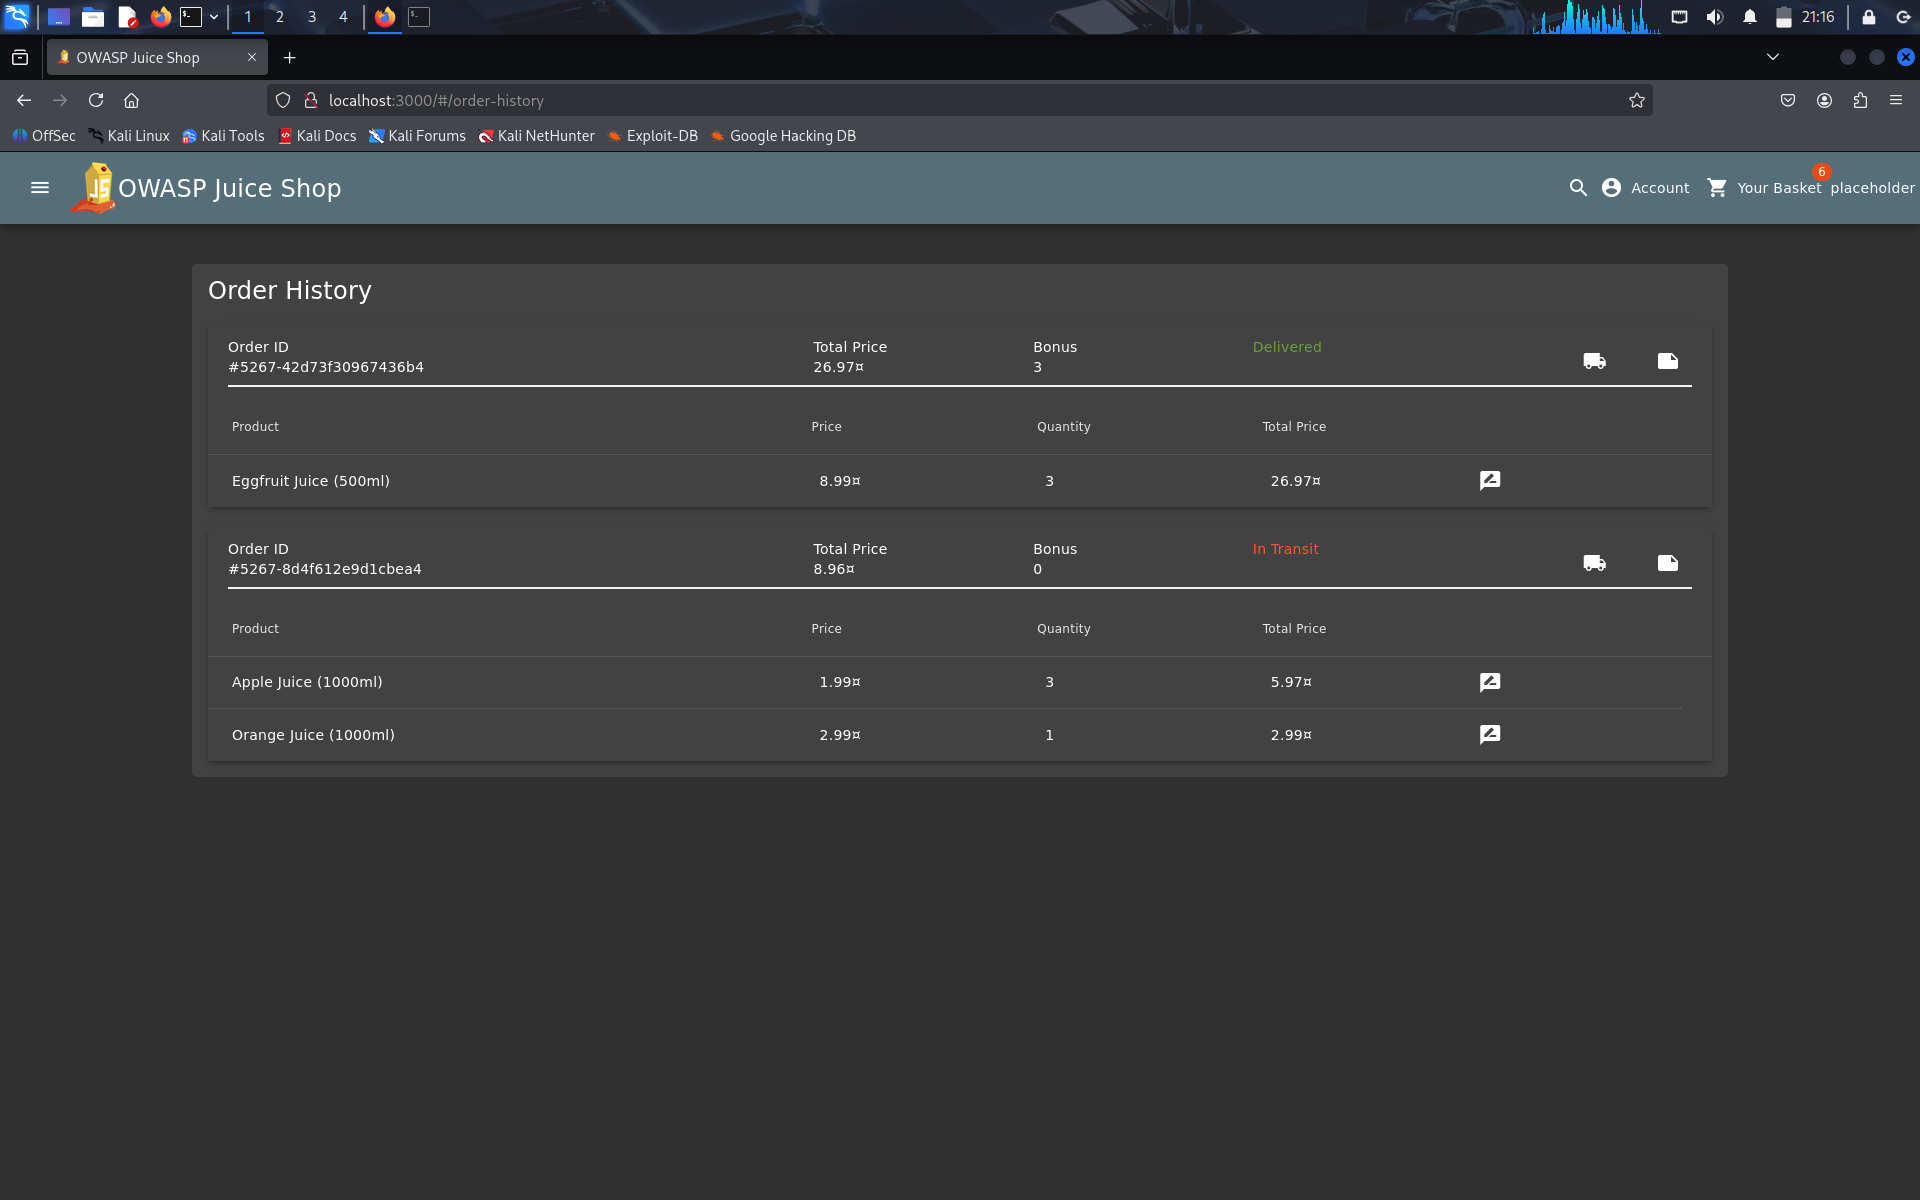 1 2 3 4 21:16
OWASP Juice Shop
localhost:3000/#/order-history
OffSec Kali Linux Kali Tools Kali Docs Kali Forums Kali NetHunter Exploit-DB Google Hacking DB
OWASP Juice Shop Account Your Basket 6 placeholder
Order History
Order ID Total Price Bonus Delivered
#5267-42d73f30967436b4 26.97¤ 3
Product Price Quantity Total Price
Eggfruit Juice (500ml) 8.99¤ 3 26.97¤
Order ID Total Price Bonus In Transit
#5267-8d4f612e9d1cbea4 8.96¤ 0
Product Price Quantity Total Price
Apple Juice (1000ml) 1.99¤ 3 5.97¤
Orange Juice (1000ml) 2.99¤ 1 2.99¤